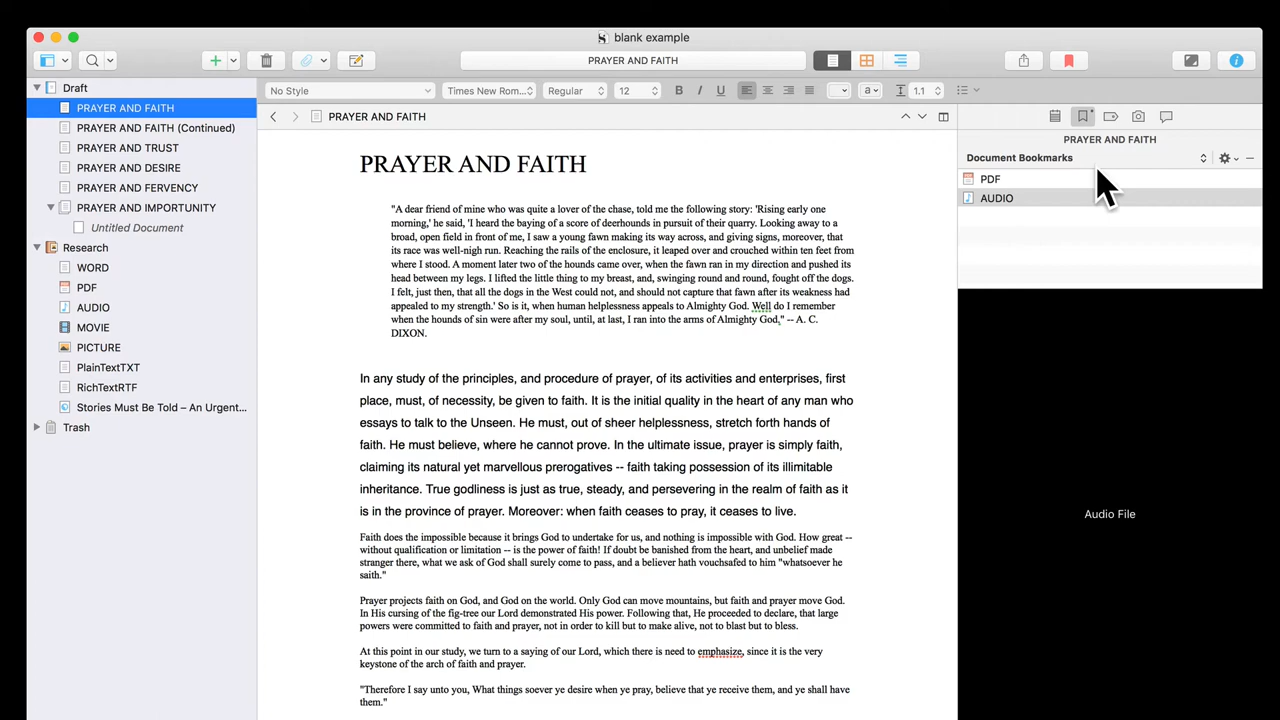 blank example
PRAYER AND FAITH
No Style
Times New Rom...
Regular
12
B
I
U
a
1.1
Draft
PRAYER AND FAITH
PRAYER AND FAITH (Continued)
PRAYER AND TRUST
PRAYER AND DESIRE
PRAYER AND FERVENCY
PRAYER AND IMPORTUNITY
Untitled Document
Research
WORD
PDF
AUDIO
MOVIE
PICTURE
PlainTextTXT
RichTextRTF
Stories Must Be Told – An Urgent...
Trash
PRAYER AND FAITH
PRAYER AND FAITH
"A dear friend of mine who was quite a lover of the chase, told me the following story: 'Rising early one
morning,' he said, 'I heard the baying of a score of deerhounds in pursuit of their quarry. Looking away to a
broad, open field in front of me, I saw a young fawn making its way across, and giving signs, moreover, that
its race was well-nigh run. Reaching the rails of the enclosure, it leaped over and crouched within ten feet from
where I stood. A moment later two of the hounds came over, when the fawn ran in my direction and pushed its
head between my legs. I lifted the little thing to my breast, and, swinging round and round, fought off the dogs.
I felt, just then, that all the dogs in the West could not, and should not capture that fawn after its weakness had
appealed to my strength.' So is it, when human helplessness appeals to Almighty God. Well do I remember
when the hounds of sin were after my soul, until, at last, I ran into the arms of Almighty God," -- A. C.
DIXON.
In any study of the principles, and procedure of prayer, of its activities and enterprises, first
place, must, of necessity, be given to faith. It is the initial quality in the heart of any man who
essays to talk to the Unseen. He must, out of sheer helplessness, stretch forth hands of
faith. He must believe, where he cannot prove. In the ultimate issue, prayer is simply faith,
claiming its natural yet marvellous prerogatives -- faith taking possession of its illimitable
inheritance. True godliness is just as true, steady, and persevering in the realm of faith as it
is in the province of prayer. Moreover: when faith ceases to pray, it ceases to live.
Faith does the impossible because it brings God to undertake for us, and nothing is impossible with God. How great --
without qualification or limitation -- is the power of faith! If doubt be banished from the heart, and unbelief made
stranger there, what we ask of God shall surely come to pass, and a believer hath vouchsafed to him "whatsoever he
saith."
Prayer projects faith on God, and God on the world. Only God can move mountains, but faith and prayer move God.
In His cursing of the fig-tree our Lord demonstrated His power. Following that, He proceeded to declare, that large
powers were committed to faith and prayer, not in order to kill but to make alive, not to blast but to bless.
At this point in our study, we turn to a saying of our Lord, which there is need to emphasize, since it is the very
keystone of the arch of faith and prayer.
"Therefore I say unto you, What things soever ye desire when ye pray, believe that ye receive them, and ye shall have
them."
PRAYER AND FAITH
Document Bookmarks
PDF
AUDIO
Audio File